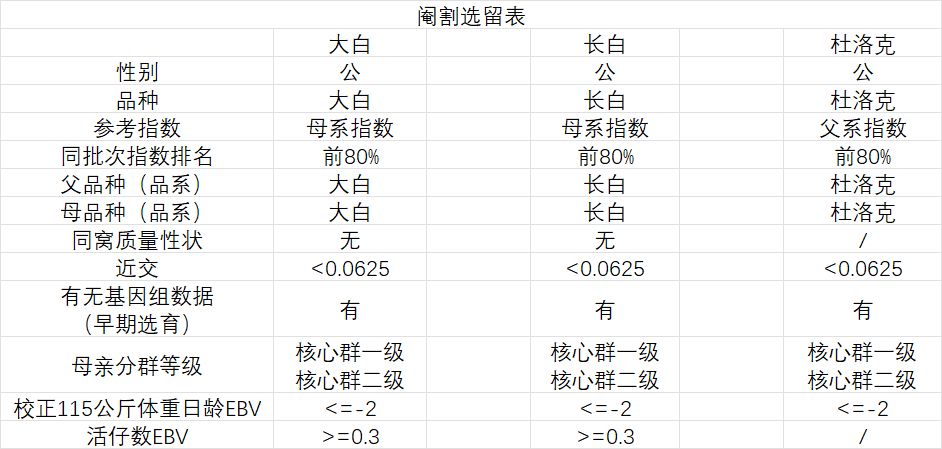 阉割选留表
大白 长白 杜洛克
性别 公 公 公
品种 大白 长白 杜洛克
参考指数 母系指数 母系指数 父系指数
同批次指数排名 前80% 前80% 前80%
父品种（品系） 大白 长白 杜洛克
母品种（品系） 大白 长白 杜洛克
同窝质量性状 无 无 /
近交 <0.0625 <0.0625 <0.0625
有无基因组数据
（早期选育） 有 有 有
母亲分群等级 核心群一级 核心群一级 核心群一级
核心群二级 核心群二级 核心群二级
校正115公斤体重日龄EBV <=-2 <=-2 <=-2
活仔数EBV >=0.3 >=0.3 /